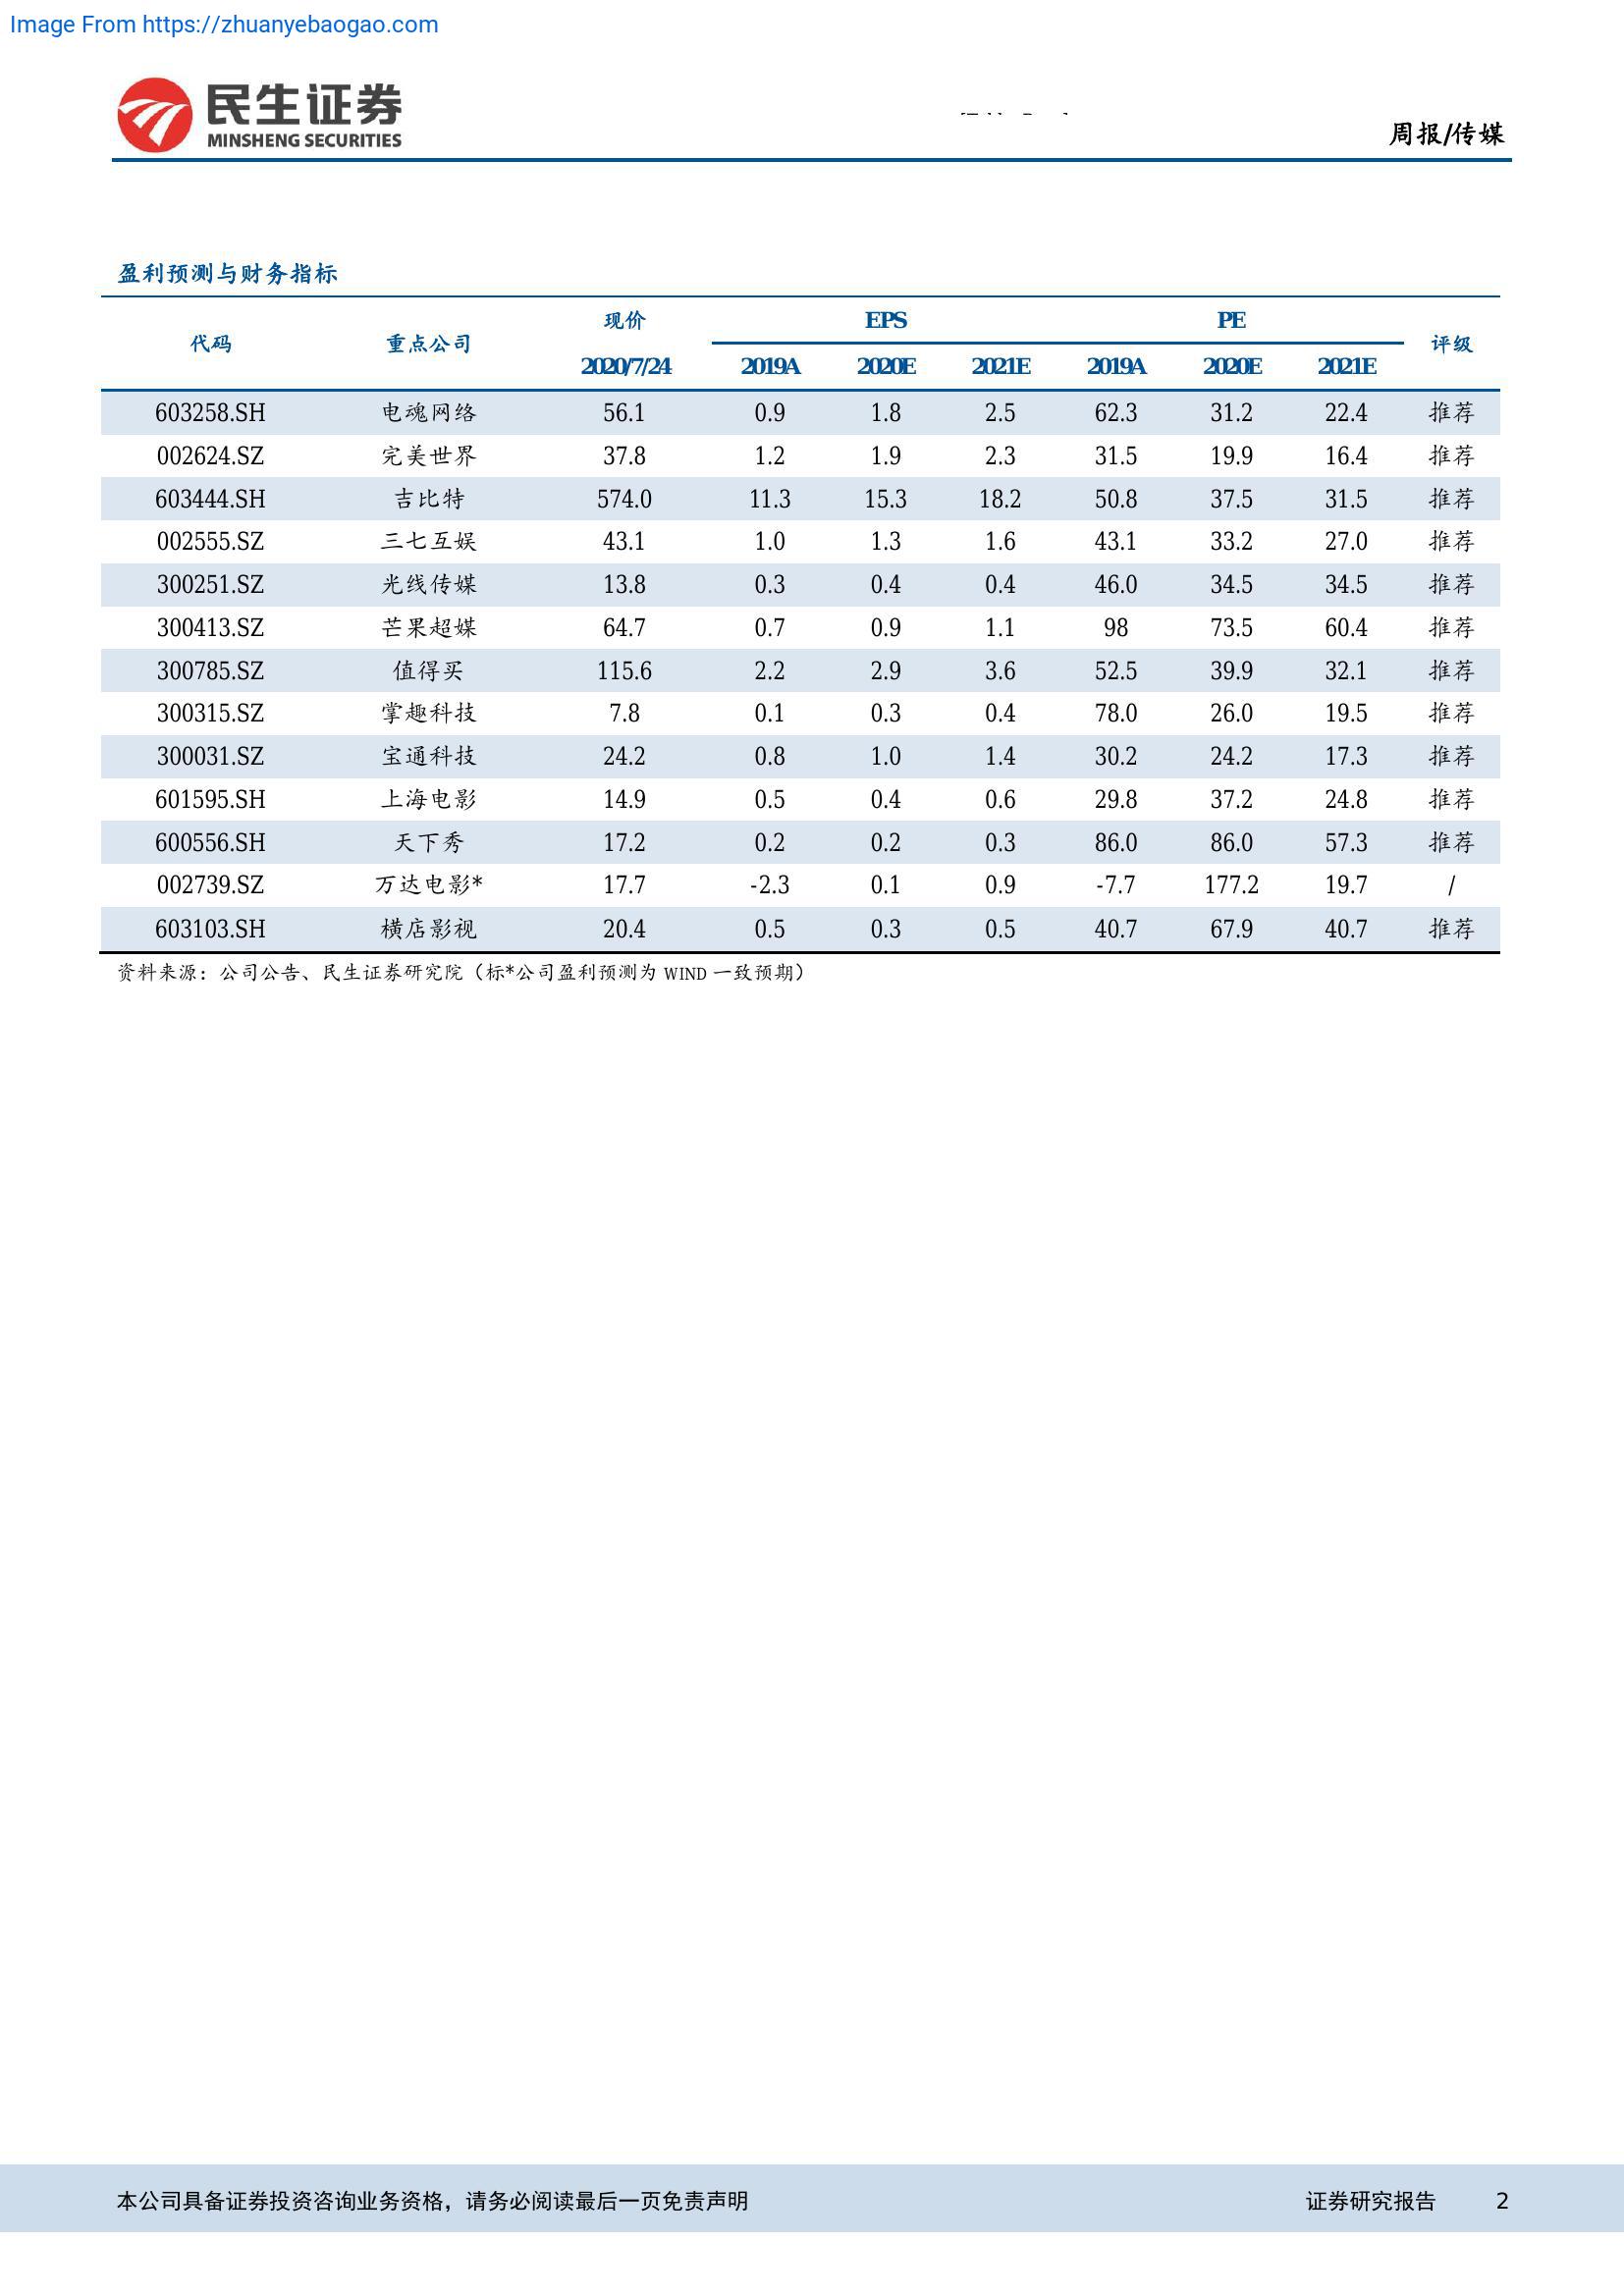 Image From https://zhuanyebaogao.com
民生证券
MINSHENG SECURITIES
周报/传媒
盈利预测与财务指标
代码 重点公司 现价 EPS PE 评级
2020/7/24 2019A 2020E 2021E 2019A 2020E 2021E
603258.SH 电魂网络 56.1 0.9 1.8 2.5 62.3 31.2 22.4 推荐
002624.SZ 完美世界 37.8 1.2 1.9 2.3 31.5 19.9 16.4 推荐
603444.SH 吉比特 574.0 11.3 15.3 18.2 50.8 37.5 31.5 推荐
002555.SZ 三七互娱 43.1 1.0 1.3 1.6 43.1 33.2 27.0 推荐
300251.SZ 光线传媒 13.8 0.3 0.4 0.4 46.0 34.5 34.5 推荐
300413.SZ 芒果超媒 64.7 0.7 0.9 1.1 98 73.5 60.4 推荐
300785.SZ 值得买 115.6 2.2 2.9 3.6 52.5 39.9 32.1 推荐
300315.SZ 掌趣科技 7.8 0.1 0.3 0.4 78.0 26.0 19.5 推荐
300031.SZ 宝通科技 24.2 0.8 1.0 1.4 30.2 24.2 17.3 推荐
601595.SH 上海电影 14.9 0.5 0.4 0.6 29.8 37.2 24.8 推荐
600556.SH 天下秀 17.2 0.2 0.2 0.3 86.0 86.0 57.3 推荐
002739.SZ 万达电影* 17.7 -2.3 0.1 0.9 -7.7 177.2 19.7 /
603103.SH 横店影视 20.4 0.5 0.3 0.5 40.7 67.9 40.7 推荐
资料来源：公司公告、民生证券研究院（标*公司盈利预测为 WIND 一致预期）
本公司具备证券投资咨询业务资格，请务必阅读最后一页免责声明 证券研究报告 2